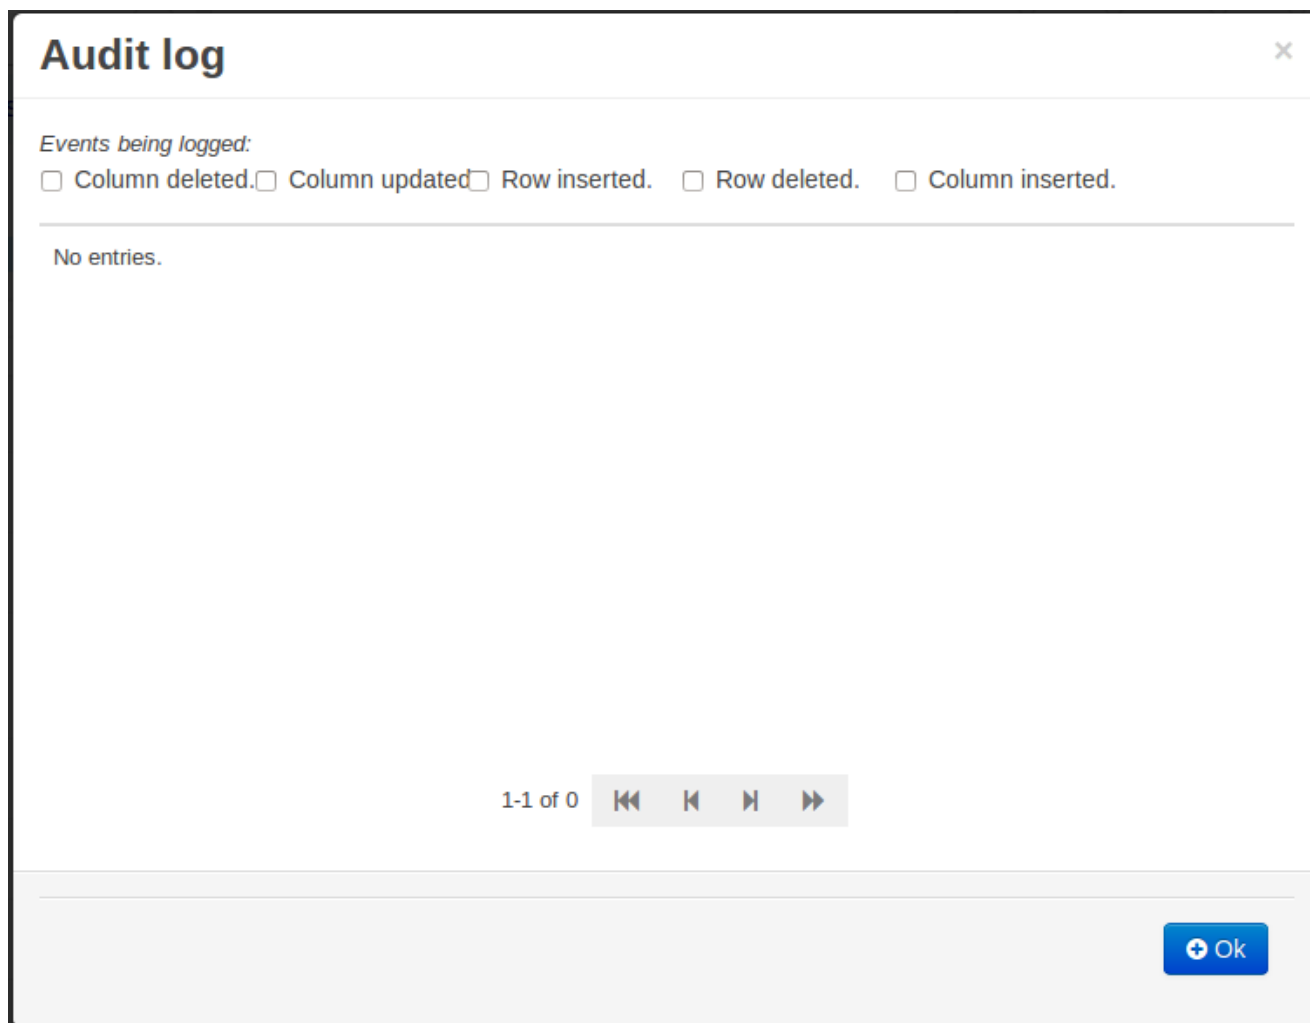 Audit log ×
Events being logged:
Column deleted. Column updated Row inserted. Row deleted. Column inserted.
No entries.
1-1 of 0
Ok